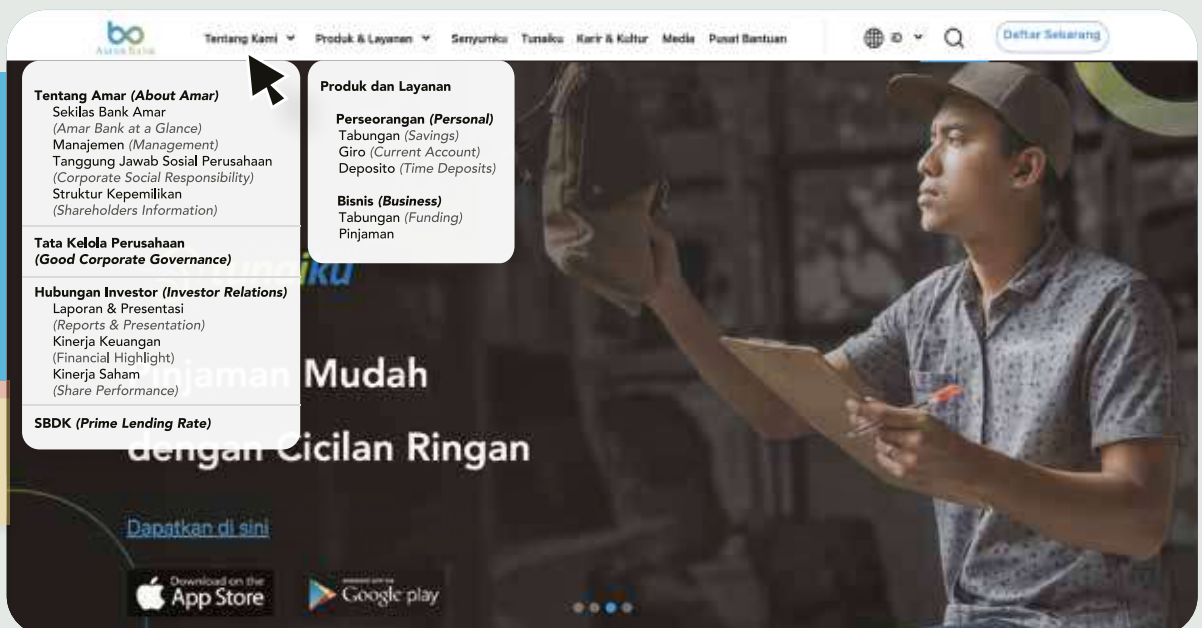 Amar Bank
Tentang Kami Produk & Layanan Senyumku Tunaiku Karir & Kultur Media Pusat Bantuan ID Daftar Sekarang
Tentang Amar (About Amar)
Sekilas Bank Amar
(Amar Bank at a Glance)
Manajemen (Management)
Tanggung Jawab Sosial Perusahaan
(Corporate Social Responsibility)
Struktur Kepemilikan
(Shareholders Information)
Tata Kelola Perusahaan
(Good Corporate Governance)
Hubungan Investor (Investor Relations)
Laporan & Presentasi
(Reports & Presentation)
Kinerja Keuangan
(Financial Highlight)
Kinerja Saham
(Share Performance)
SBDK (Prime Lending Rate)
Produk dan Layanan
Perseorangan (Personal)
Tabungan (Savings)
Giro (Current Account)
Deposito (Time Deposits)
Bisnis (Business)
Tabungan (Funding)
Pinjaman
tunaiku
Pinjaman Mudah
dengan Cicilan Ringan
Dapatkan di sini
Download on the
App Store
Google play